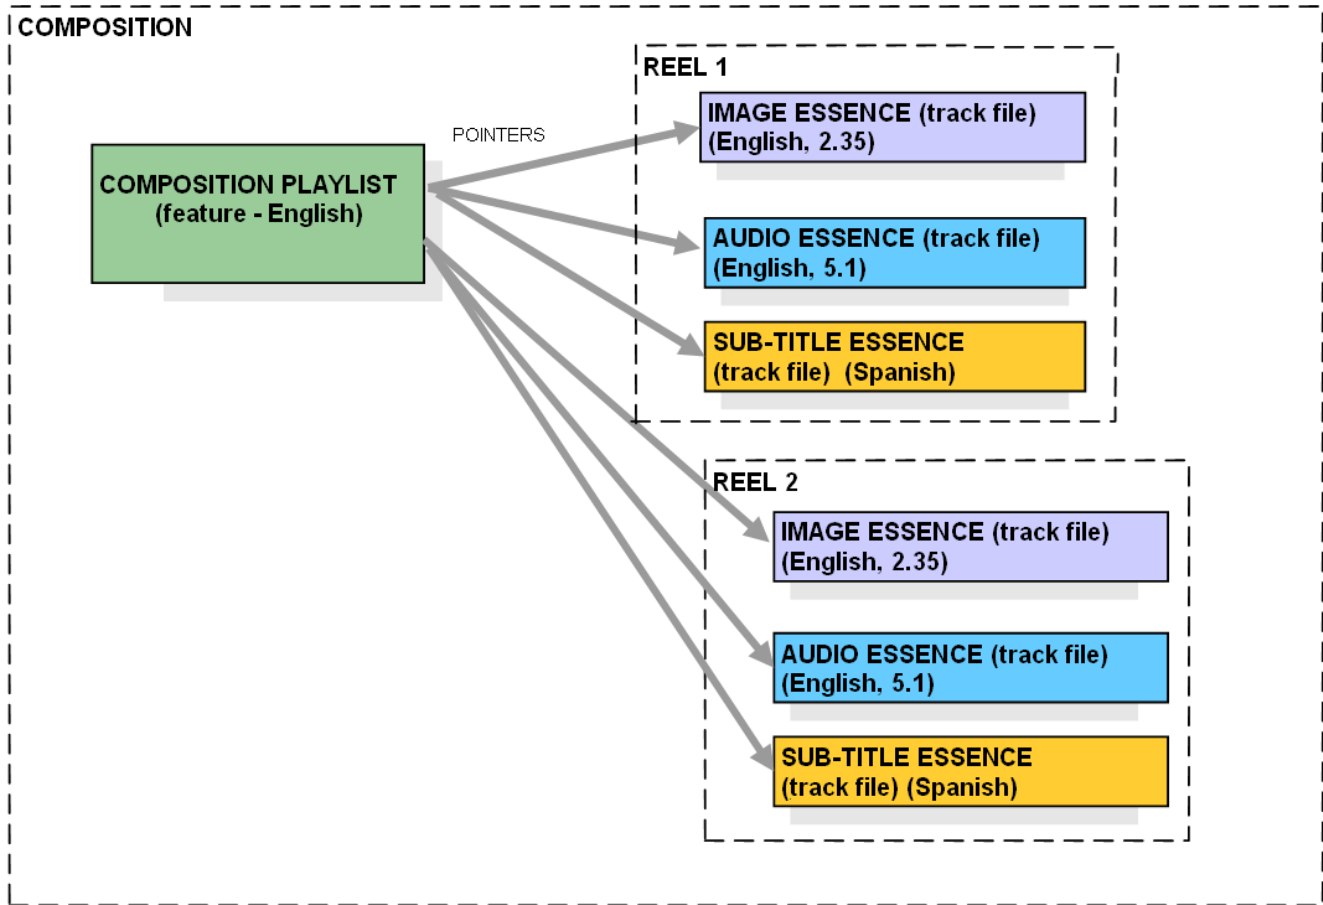 COMPOSITION
REEL 1
IMAGE ESSENCE (track file)
(English, 2.35)
POINTERS
COMPOSITION PLAYLIST
(feature - English)
AUDIO ESSENCE (track file)
(English, 5.1)
SUB-TITLE ESSENCE
(track file) (Spanish)
REEL 2
IMAGE ESSENCE (track file)
(English, 2.35)
AUDIO ESSENCE (track file)
(English, 5.1)
SUB-TITLE ESSENCE
(track file) (Spanish)